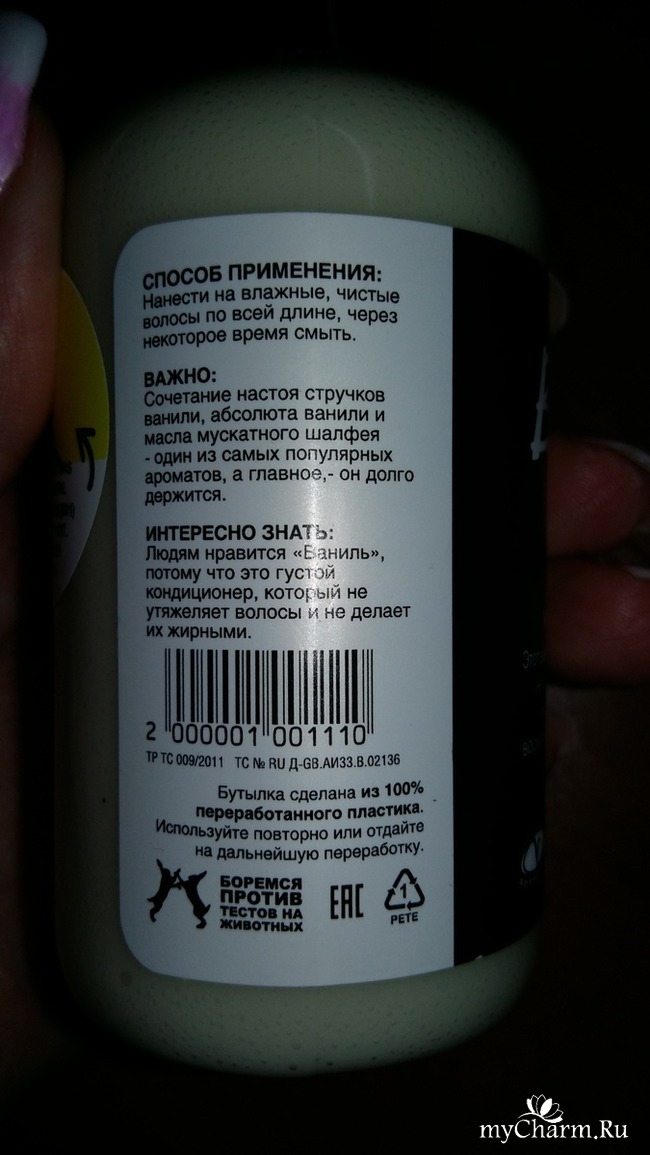 СПОСОБ ПРИМЕНЕНИЯ:
Нанести на влажные, чистые
волосы по всей длине, через
некоторое время смыть.
ВАЖНО:
Сочетание настоя стручков
ванили, абсолюта ванили и
масла мускатного шалфея
- один из самых популярных
ароматов, а главное,- он долго
держится.
ИНТЕРЕСНО ЗНАТЬ:
Людям нравится «Ваниль»,
потому что это густой
кондиционер, который не
утяжеляет волосы и не делает
их жирными.
2 000001 001110
ТР ТС 009/2011 ТС № RU Д-GB.АИ33.В.02136
Бутылка сделана из 100%
переработанного пластика.
Используйте повторно или отдайте
на дальнейшую переработку.
БОРЕМСЯ
ПРОТИВ
ТЕСТОВ НА
ЖИВОТНЫХ
EAC
1
PETE
myCharm.Ru